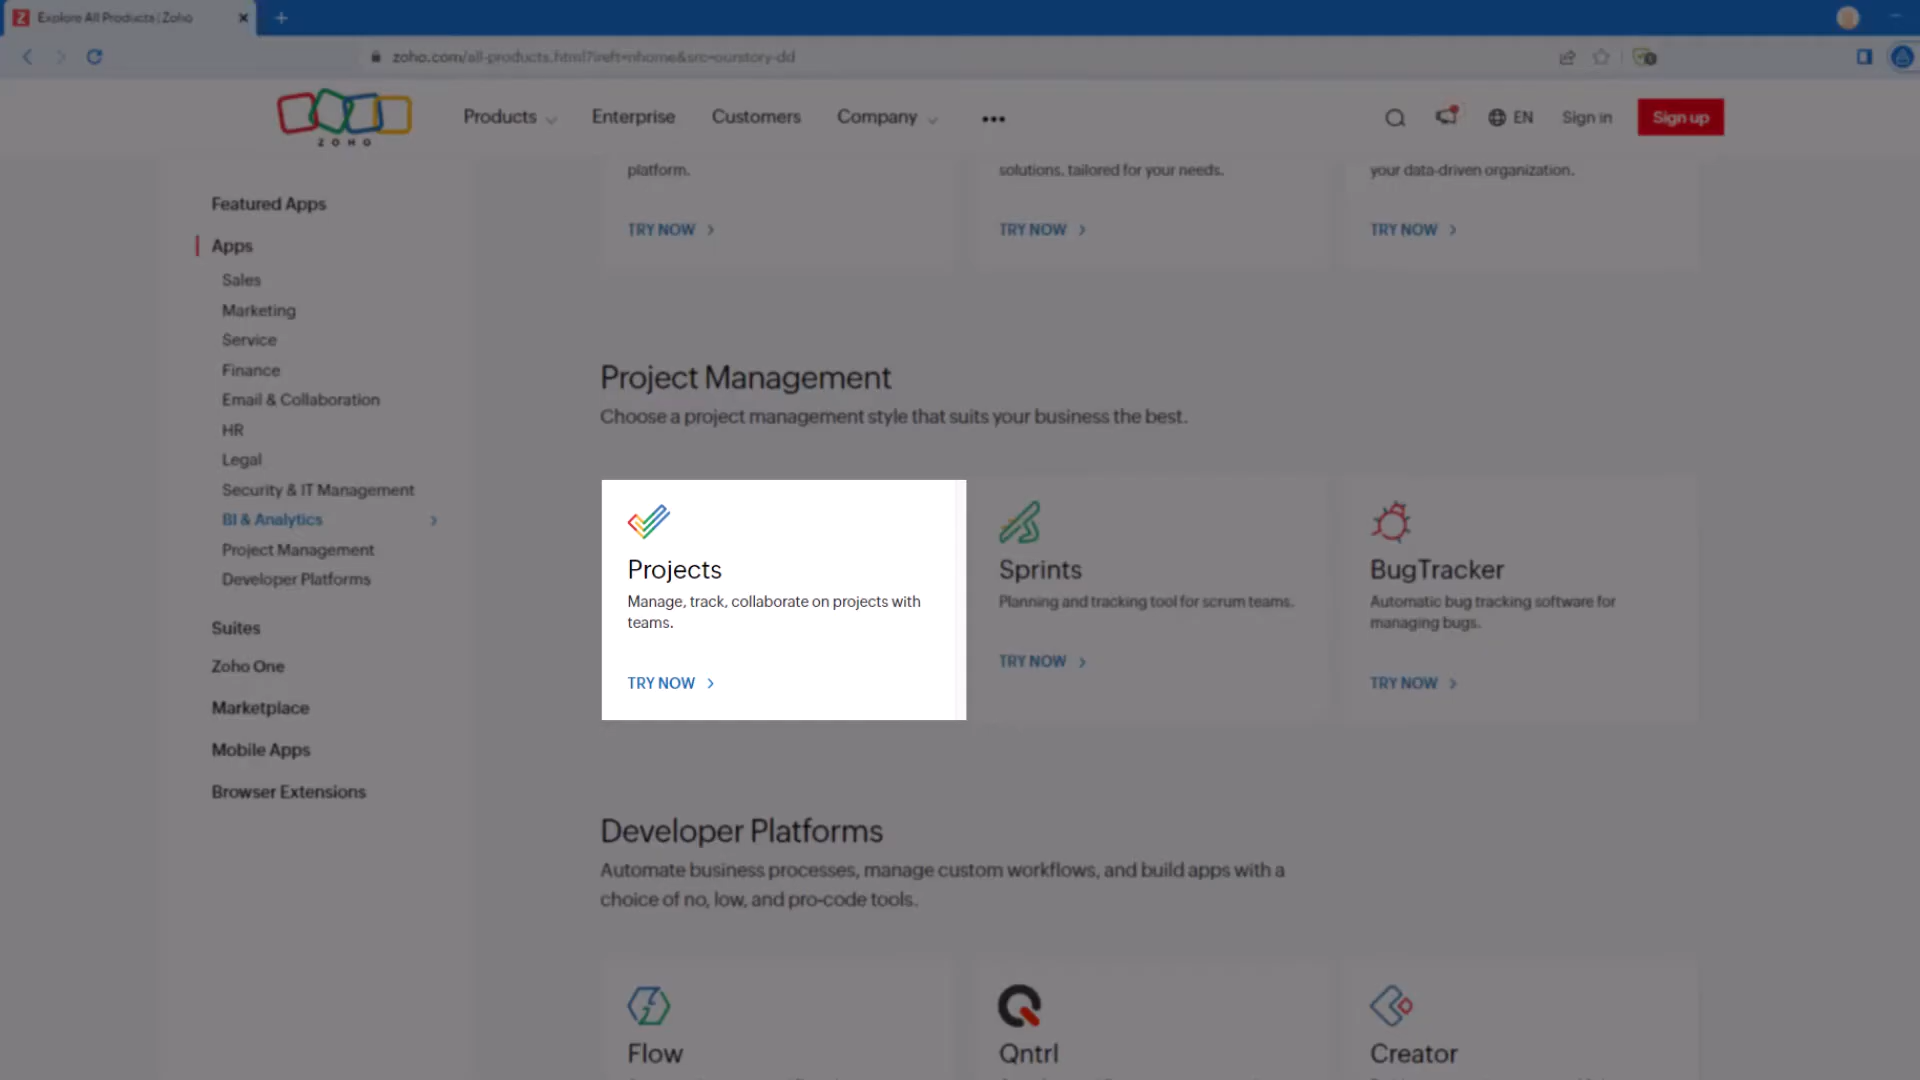 Explore All Products | Zoho
zoho.com/all-products.html?ireft=nhome&src=ourstory-dd
ZOHO
Products
Enterprise
Customers
Company
EN
Sign in
Sign up
Featured Apps
Apps
Sales
Marketing
Service
Finance
Email & Collaboration
HR
Legal
Security & IT Management
BI & Analytics
Project Management
Developer Platforms
Suites
Zoho One
Marketplace
Mobile Apps
Browser Extensions
platform.
TRY NOW
solutions, tailored for your needs.
TRY NOW
your data-driven organization.
TRY NOW
Project Management
Choose a project management style that suits your business the best.
Projects
Manage, track, collaborate on projects with
teams.
TRY NOW
Sprints
Planning and tracking tool for scrum teams.
TRY NOW
BugTracker
Automatic bug tracking software for
managing bugs.
TRY NOW
Developer Platforms
Automate business processes, manage custom workflows, and build apps with a
choice of no, low, and pro-code tools.
Flow
Qntrl
Creator